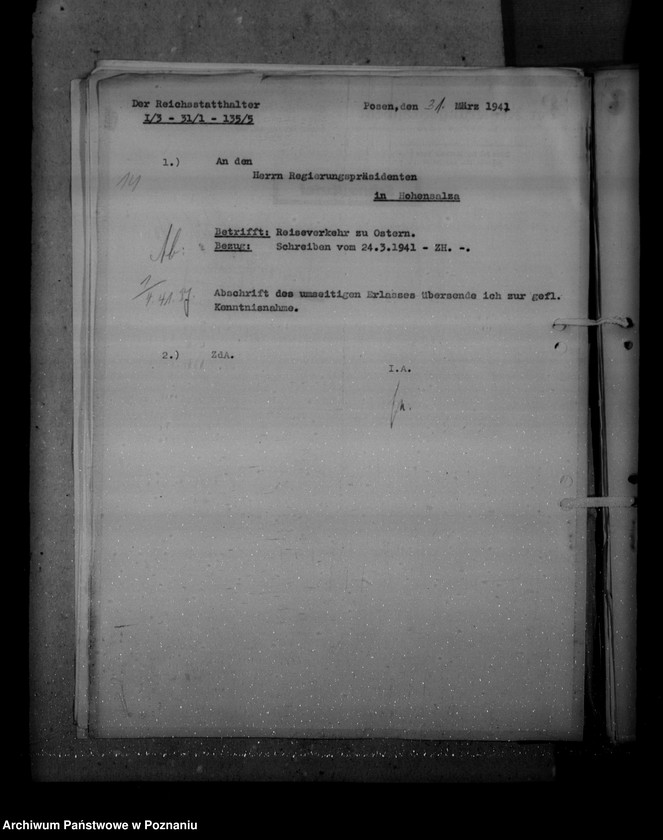 Der Reichsstatthalter
I/3 - 31/1 - 135/5
Posen, den 31. März 1941
1.) An den
Herrn Regierungspräsidenten
in Hohensalza
14
Ab:
Betrifft: Reiseverkehr zu Ostern.
Bezug: Schreiben vom 24.3.1941 - ZH. -.
Abschrift des umseitigen Erlasses übersende ich zur gefl.
Kenntnisnahme.
2.) ZdA.
I.A.
Archiwum Państwowe w Poznaniu